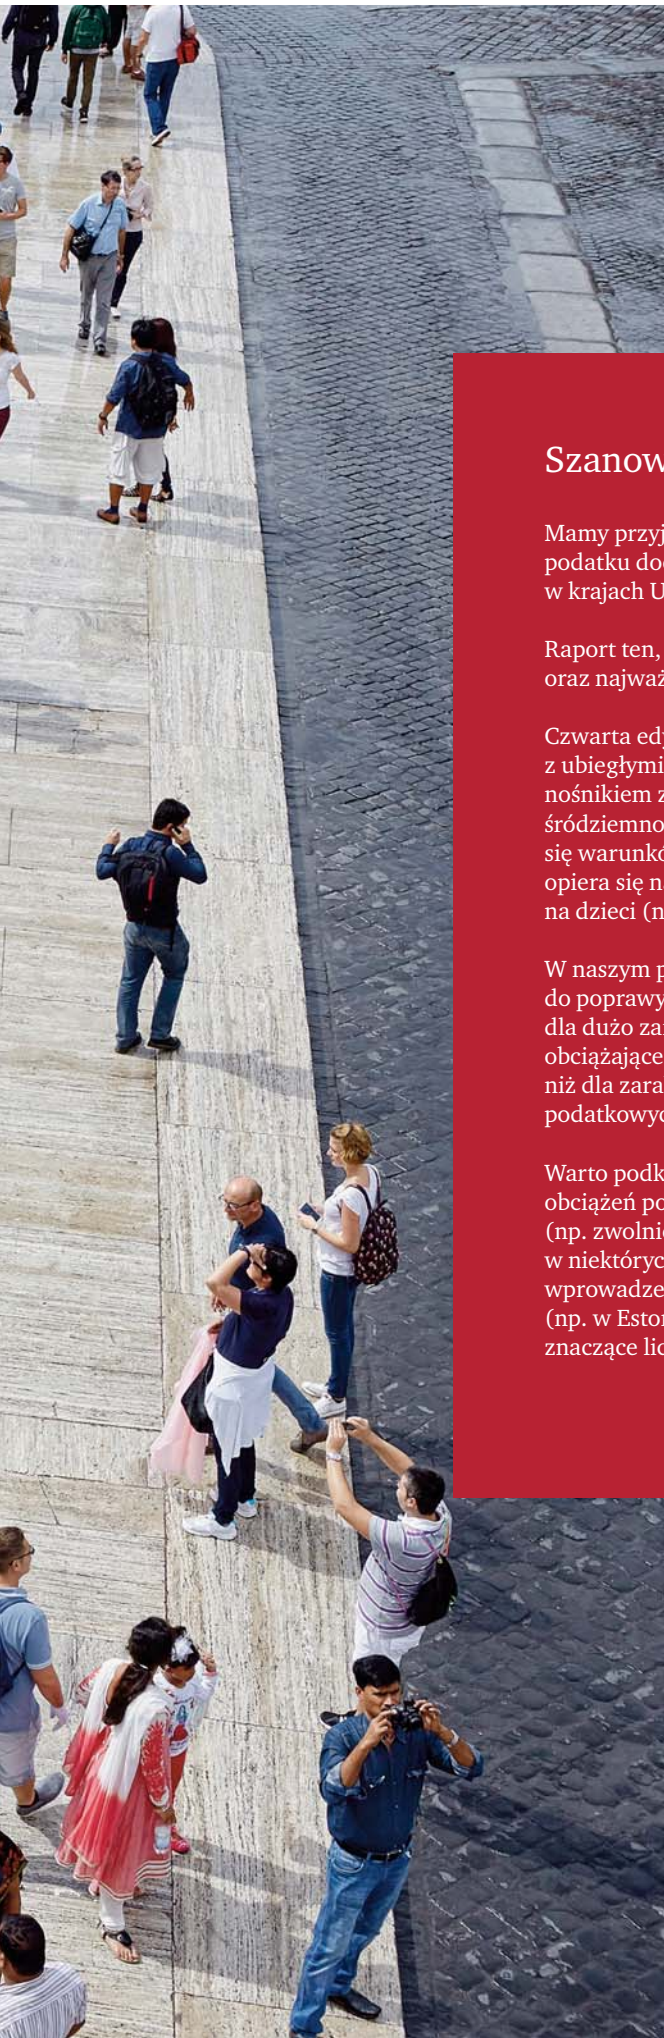 Szanow
Mamy przyj
podatku do
w krajach U
Raport ten,
oraz najważ
Czwarta edy
z ubiegłymi
nośnikiem z
śródziemno
się warunkó
opiera się n
na dzieci (n
W naszym p
do poprawy
dla dużo za
obciążające
niż dla zara
podatkowyc
Warto podk
obciążeń po
(np. zwolnie
w niektóryc
wprowadze
(np. w Eston
znaczące lic